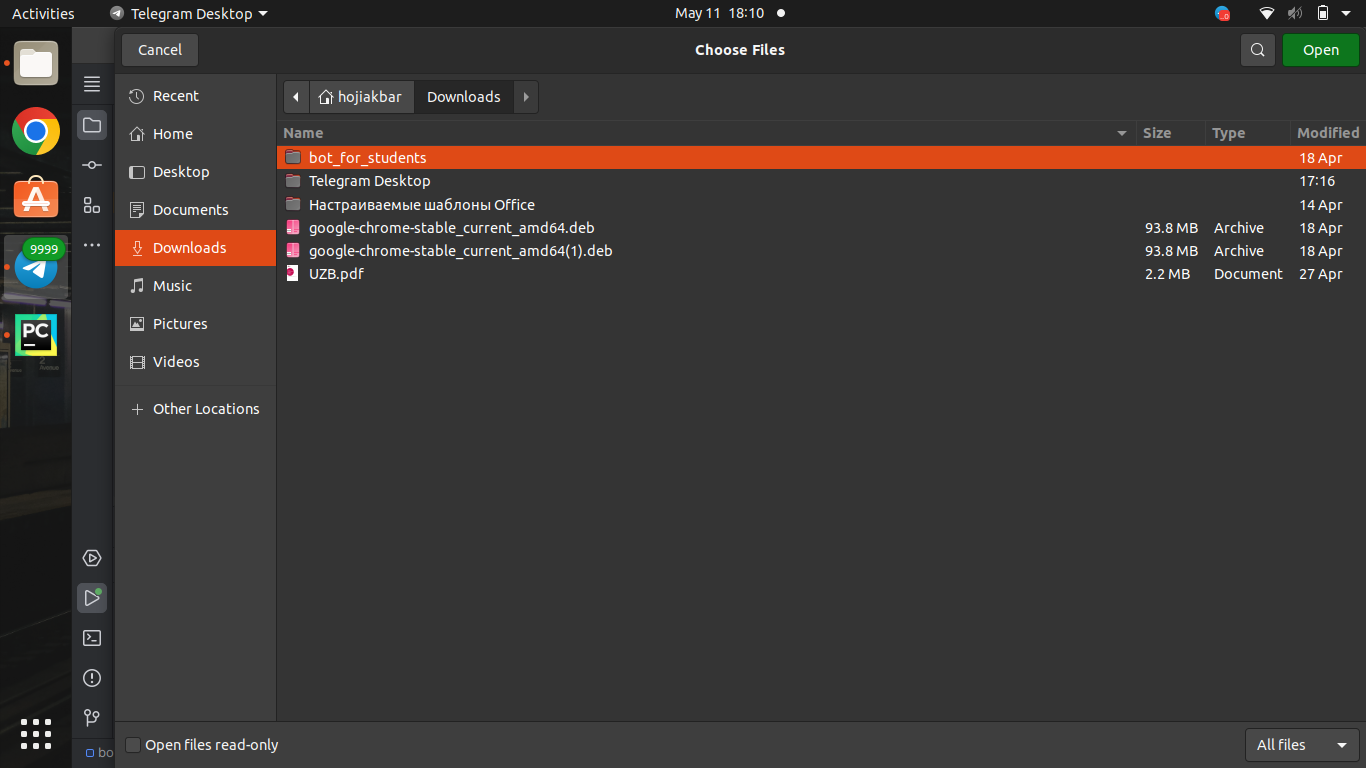 Activities Telegram Desktop May 11 18:10
Cancel Choose Files Open
Recent
Home
Desktop
Documents
Downloads
Music
Pictures
Videos
Other Locations
hojiakbar Downloads
Name Size Type Modified
bot_for_students 18 Apr
Telegram Desktop 17:16
Настраиваемые шаблоны Office 14 Apr
google-chrome-stable_current_amd64.deb 93.8 MB Archive 18 Apr
google-chrome-stable_current_amd64(1).deb 93.8 MB Archive 18 Apr
UZB.pdf 2.2 MB Document 27 Apr
9999
PC
bo
Open files read-only All files